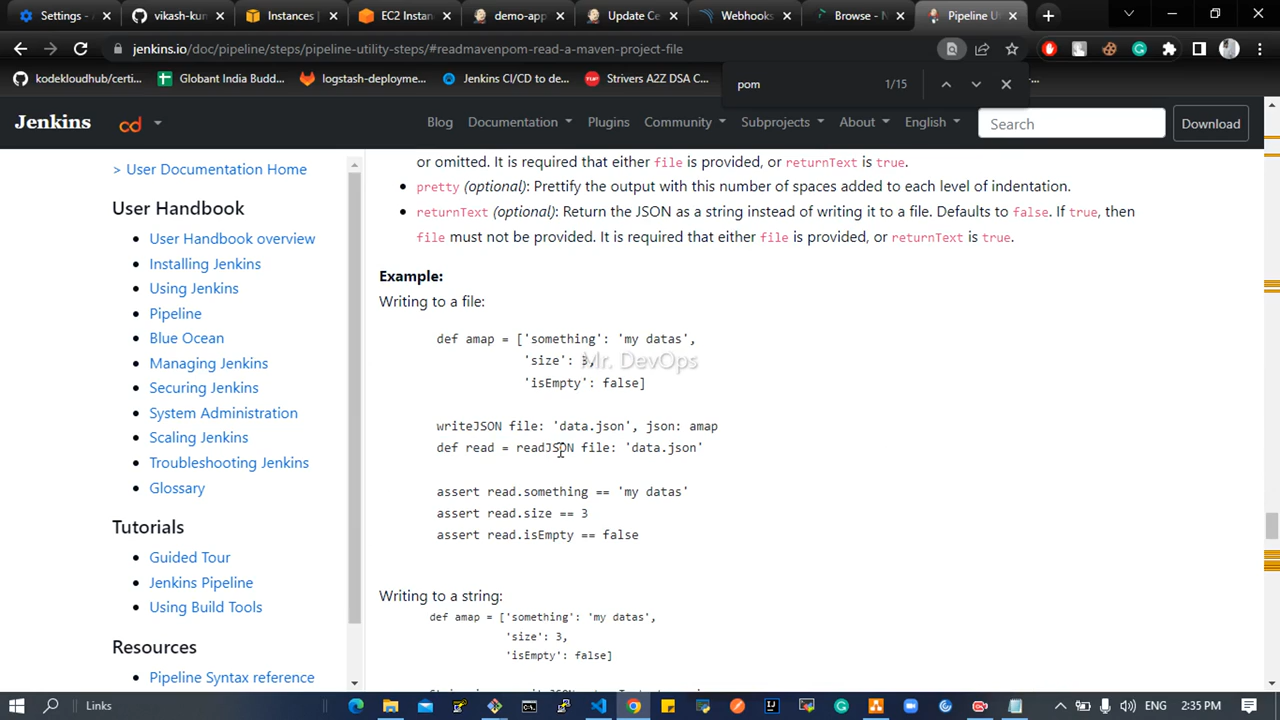 Settings -
vikash-kun
Instances |
EC2 Instan
demo-app
Update Ce
Webhooks
Browse - N
Pipeline U
jenkins.io/doc/pipeline/steps/pipeline-utility-steps/#readmavenpom-read-a-maven-project-file
kodekloudhub/certi...
Globant India Budd...
logstash-deployme...
Jenkins CI/CD to de...
Strivers A2Z DSA C...
pom 1/15
Jenkins cd Blog Documentation Plugins Community Subprojects About English Search Download
> User Documentation Home
User Handbook
User Handbook overview
Installing Jenkins
Using Jenkins
Pipeline
Blue Ocean
Managing Jenkins
Securing Jenkins
System Administration
Scaling Jenkins
Troubleshooting Jenkins
Glossary
Tutorials
Guided Tour
Jenkins Pipeline
Using Build Tools
Resources
Pipeline Syntax reference
or omitted. It is required that either file is provided, or returnText is true.
pretty (optional): Prettify the output with this number of spaces added to each level of indentation.
returnText (optional): Return the JSON as a string instead of writing it to a file. Defaults to false. If true, then
file must not be provided. It is required that either file is provided, or returnText is true.
Example:
Writing to a file:
def amap = ['something': 'my datas',
'size': 3,
'isEmpty': false]
Mr. DevOps
writeJSON file: 'data.json', json: amap
def read = readJSON file: 'data.json'
assert read.something == 'my datas'
assert read.size == 3
assert read.isEmpty == false
Writing to a string:
def amap = ['something': 'my datas',
'size': 3,
'isEmpty': false]
Links
ENG 2:35 PM